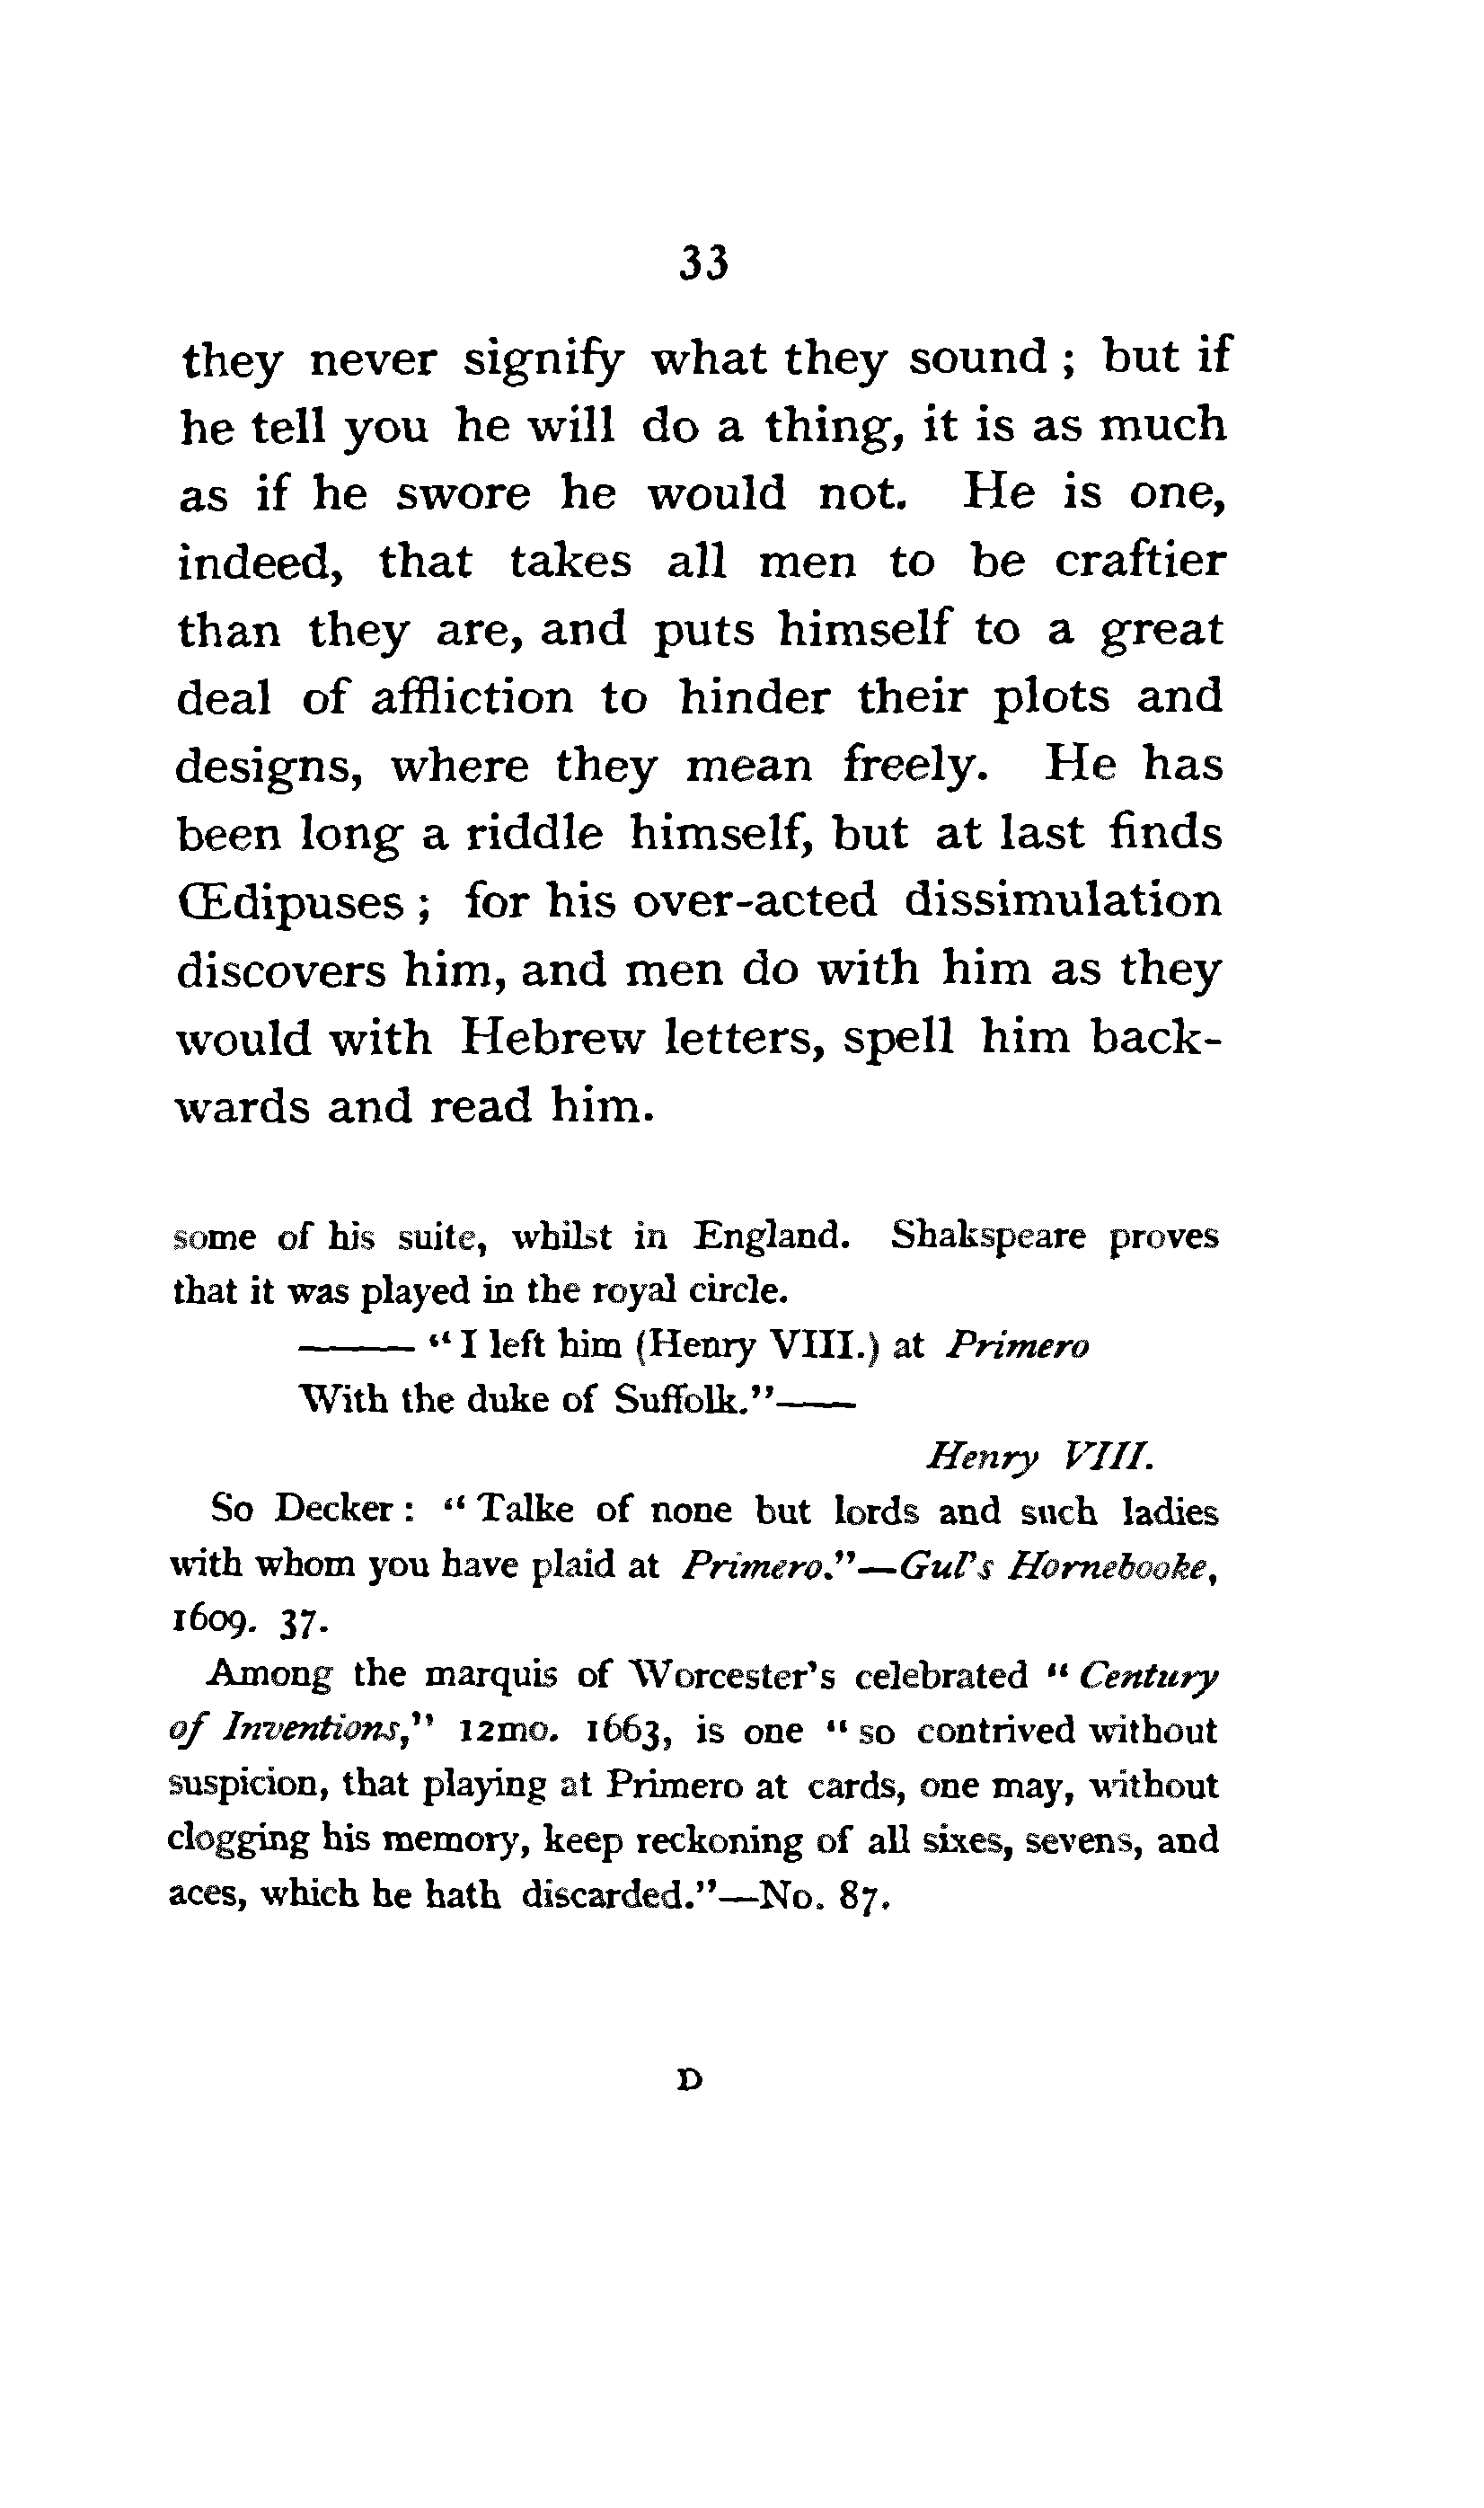 33
they never signify what they sound ; but if
he tell you he will do a thing, it is as much
as if he swore he would not. He is one,
indeed, that takes all men to be craftier
than they are, and puts himself to a great
deal of affliction to hinder their plots and
designs, where they mean freely. He has
been long a riddle himself, but at last finds
Œdipuses ; for his over-acted dissimulation
discovers him, and men do with him as they
would with Hebrew letters, spell him back-
wards and read him.
some of his suite, whilst in England. Shakspeare proves
that it was played in the royal circle.
——— “ I left him (Henry VIII.) at Primero
With the duke of Suffolk.”——
Henry VIII.
So Decker : “ Talke of none but lords and such ladies
with whom you have plaid at Primero.”—Gul's Hornebooke,
1609. 37.
Among the marquis of Worcester's celebrated “ Century
of Inventions,” 12mo. 1663, is one “ so contrived without
suspicion, that playing at Primero at cards, one may, without
clogging his memory, keep reckoning of all sixes, sevens, and
aces, which he hath discarded.”—No. 87.
D